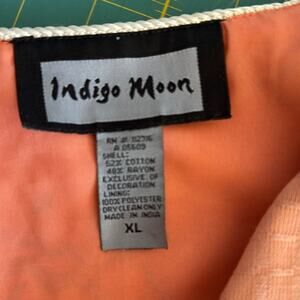 Indigo Moon
RN # 112316
A 05609
SHELL:
52% COTTON
48% RAYON
EXCLUSIVE OF
DECORATION
LINING:
100% POLYESTER
DRY CLEAN ONLY
MADE IN INDIA
XL